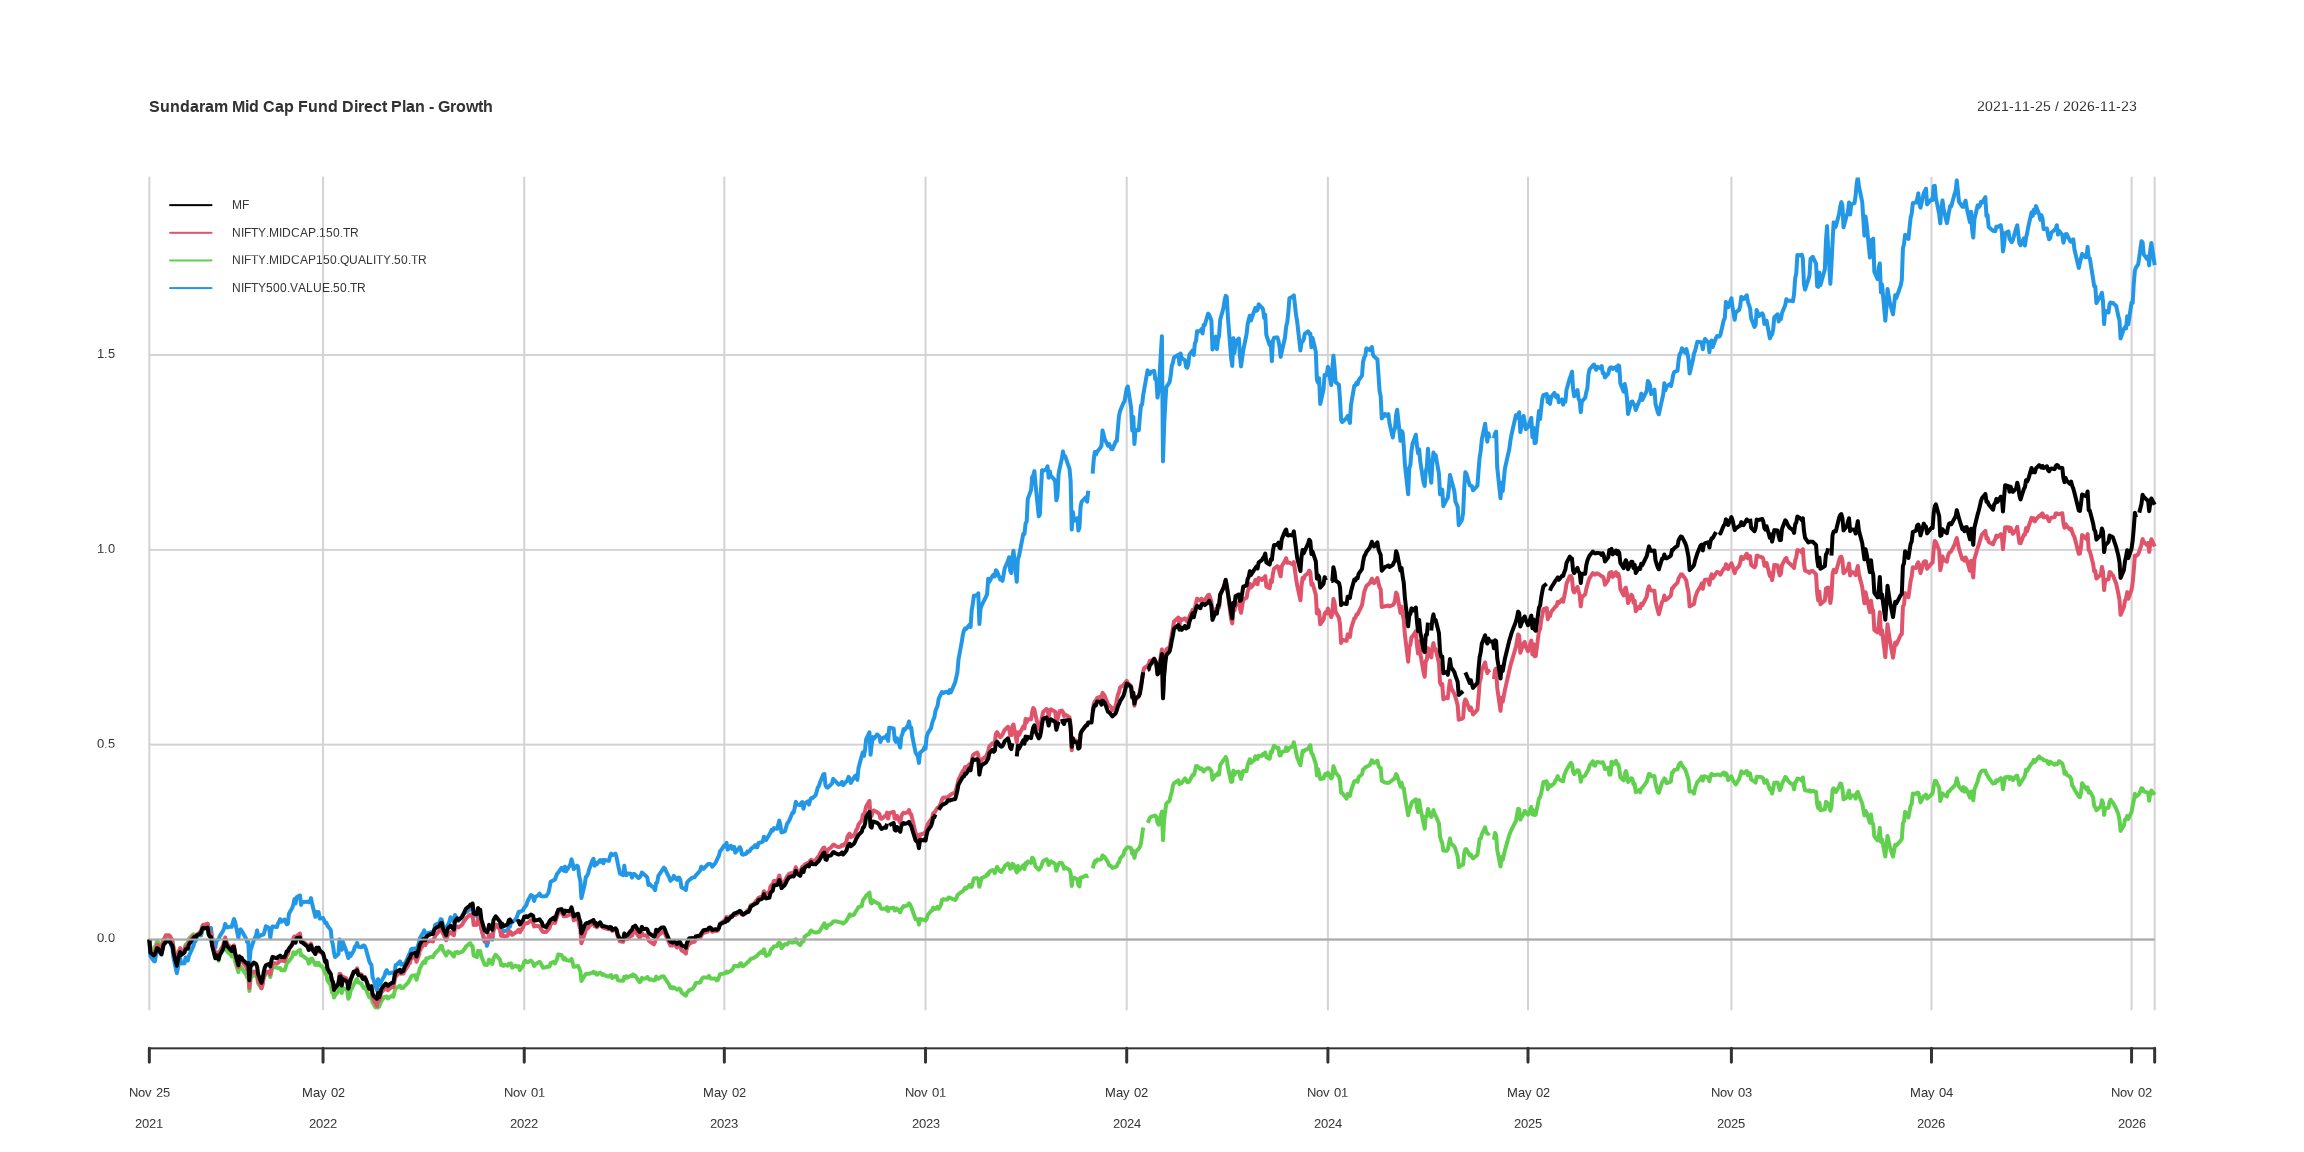 Sundaram Mid Cap Fund Direct Plan - Growth
2021-11-25 / 2026-11-23
MF
NIFTY.MIDCAP.150.TR
NIFTY.MIDCAP150.QUALITY.50.TR
NIFTY500.VALUE.50.TR
1.5
1.0
0.5
0.0
Nov 25 May 02 Nov 01 May 02 Nov 01 May 02 Nov 01 May 02 Nov 03 May 04 Nov 02
2021 2022 2022 2023 2023 2024 2024 2025 2025 2026 2026